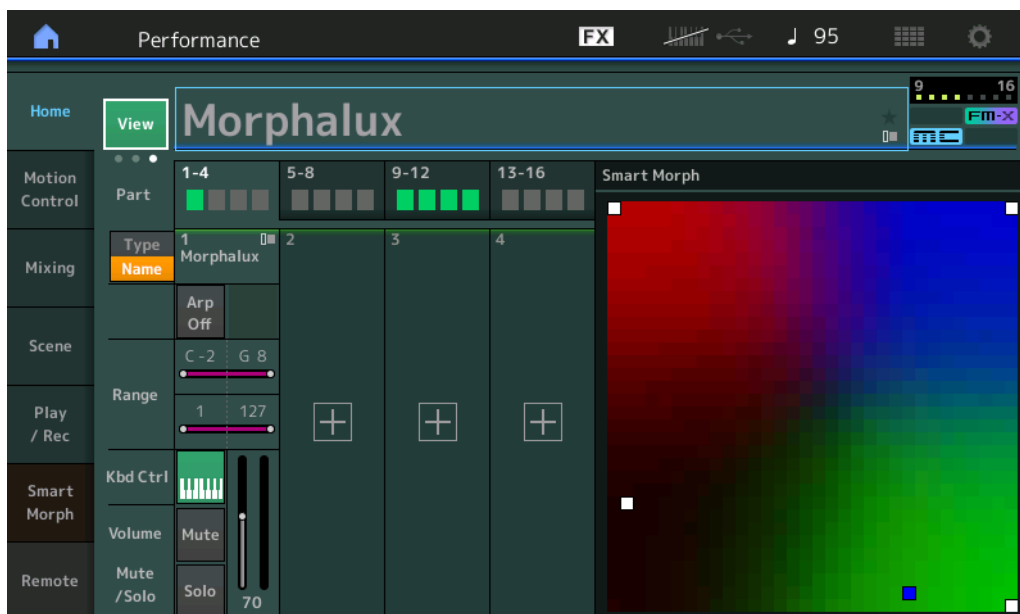 Performance
FX
95
Home
View
Morphalux
9 16
FM-X
MC
Motion
Control
Part
1-4
5-8
9-12
13-16
Smart Morph
Type
Name
1
Morphalux
2
3
4
Mixing
Arp
Off
Scene
Range
C -2
G 8
1
127
Play
/ Rec
Kbd Ctrl
Smart
Morph
Volume
Mute
Remote
Mute
/Solo
Solo
70